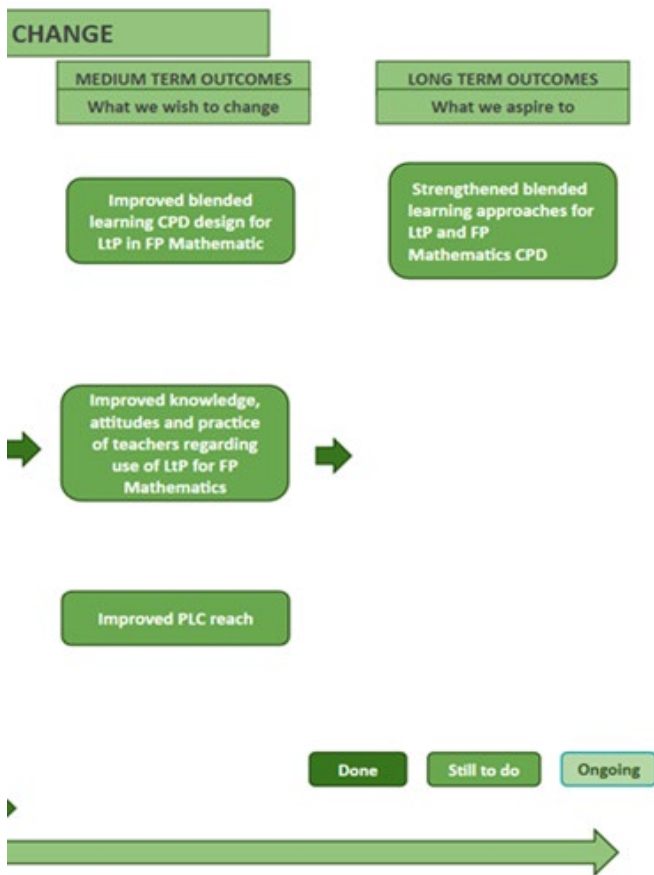 CHANGE
MEDIUM TERM OUTCOMES
What we wish to change
LONG TERM OUTCOMES
What we aspire to
Improved blended
learning CPD design for
LtP in FP Mathematic
Strengthened blended
learning approaches for
LtP and FP
Mathematics CPD
Improved knowledge,
attitudes and practice
of teachers regarding
use of LtP for FP
Mathematics
Improved PLC reach
Done
Still to do
Ongoing